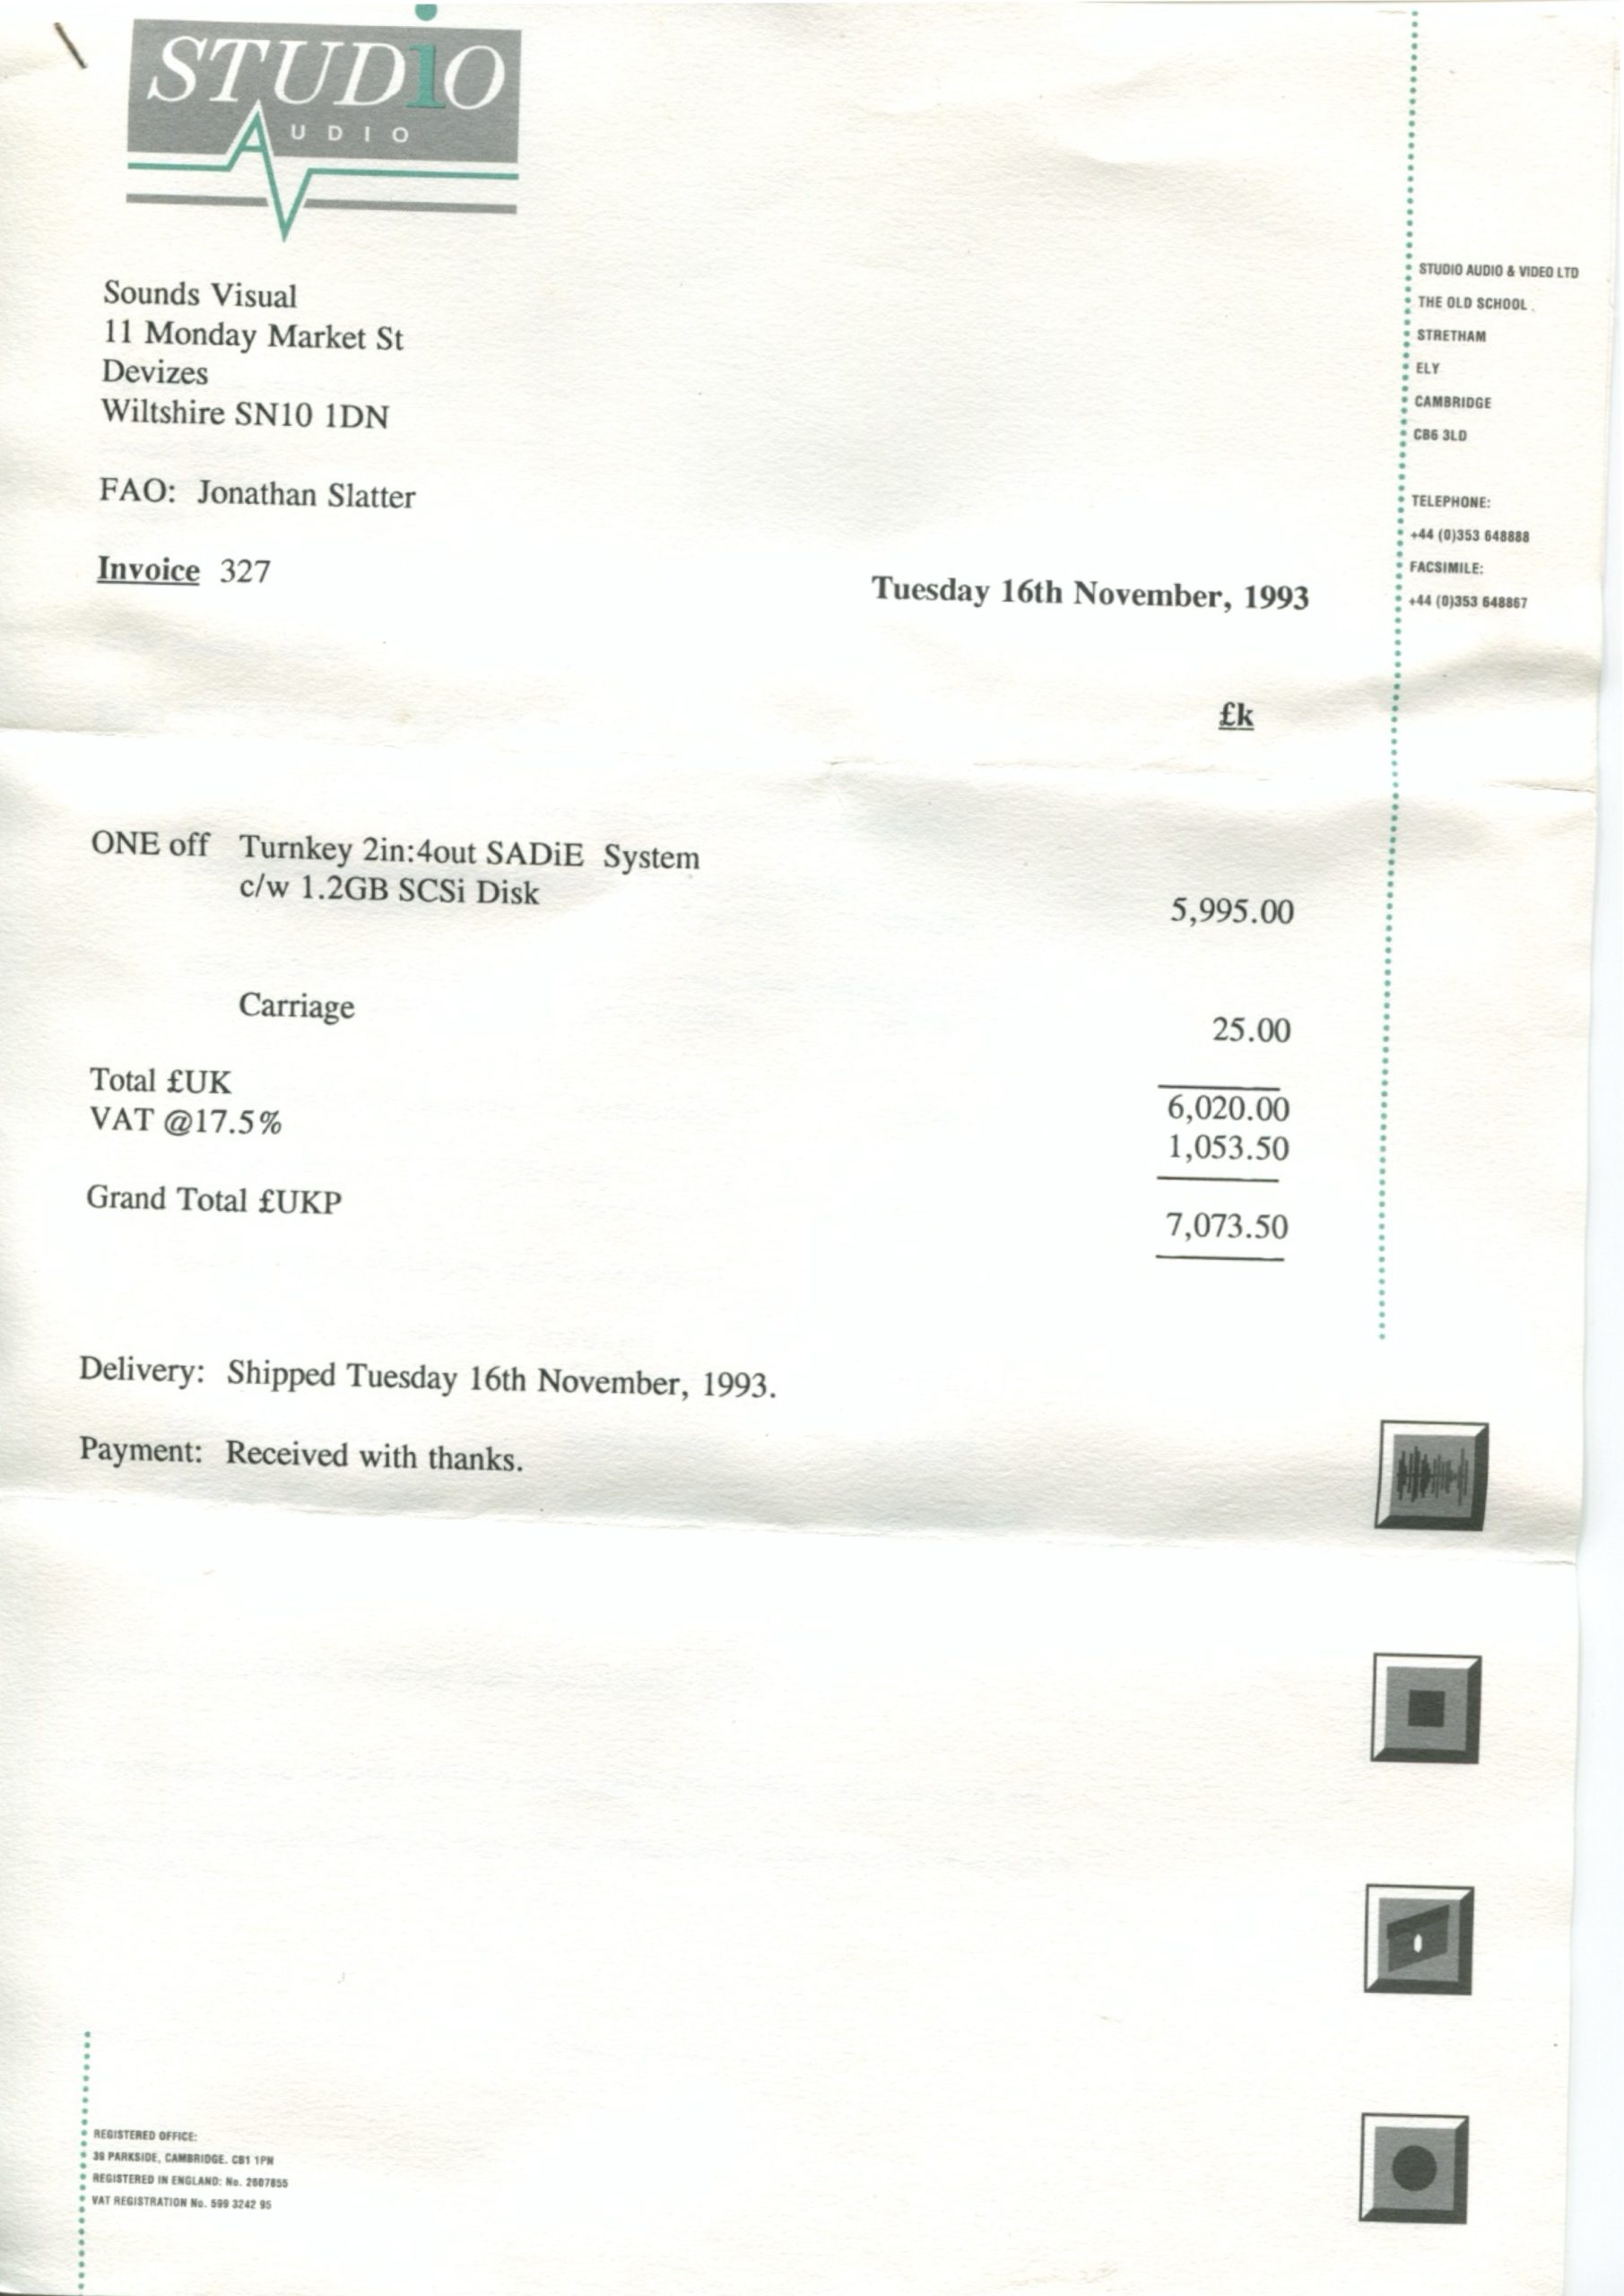 STUDiO
AUDIO
Sounds Visual
11 Monday Market St
Devizes
Wiltshire SN10 1DN
FAO: Jonathan Slatter
Invoice 327
Tuesday 16th November, 1993
STUDIO AUDIO & VIDEO LTD
THE OLD SCHOOL
STRETHAM
ELY
CAMBRIDGE
CB6 3LD
TELEPHONE:
+44 (0)353 648888
FACSIMILE:
+44 (0)353 648867
£k
ONE off Turnkey 2in:4out SADiE System
c/w 1.2GB SCSi Disk
5,995.00
Carriage
25.00
Total £UK
6,020.00
VAT @17.5%
1,053.50
Grand Total £UKP
7,073.50
Delivery: Shipped Tuesday 16th November, 1993.
Payment: Received with thanks.
REGISTERED OFFICE:
39 PARKSIDE, CAMBRIDGE. CB1 1PN
REGISTERED IN ENGLAND: No. 2607855
VAT REGISTRATION No. 599 3242 95